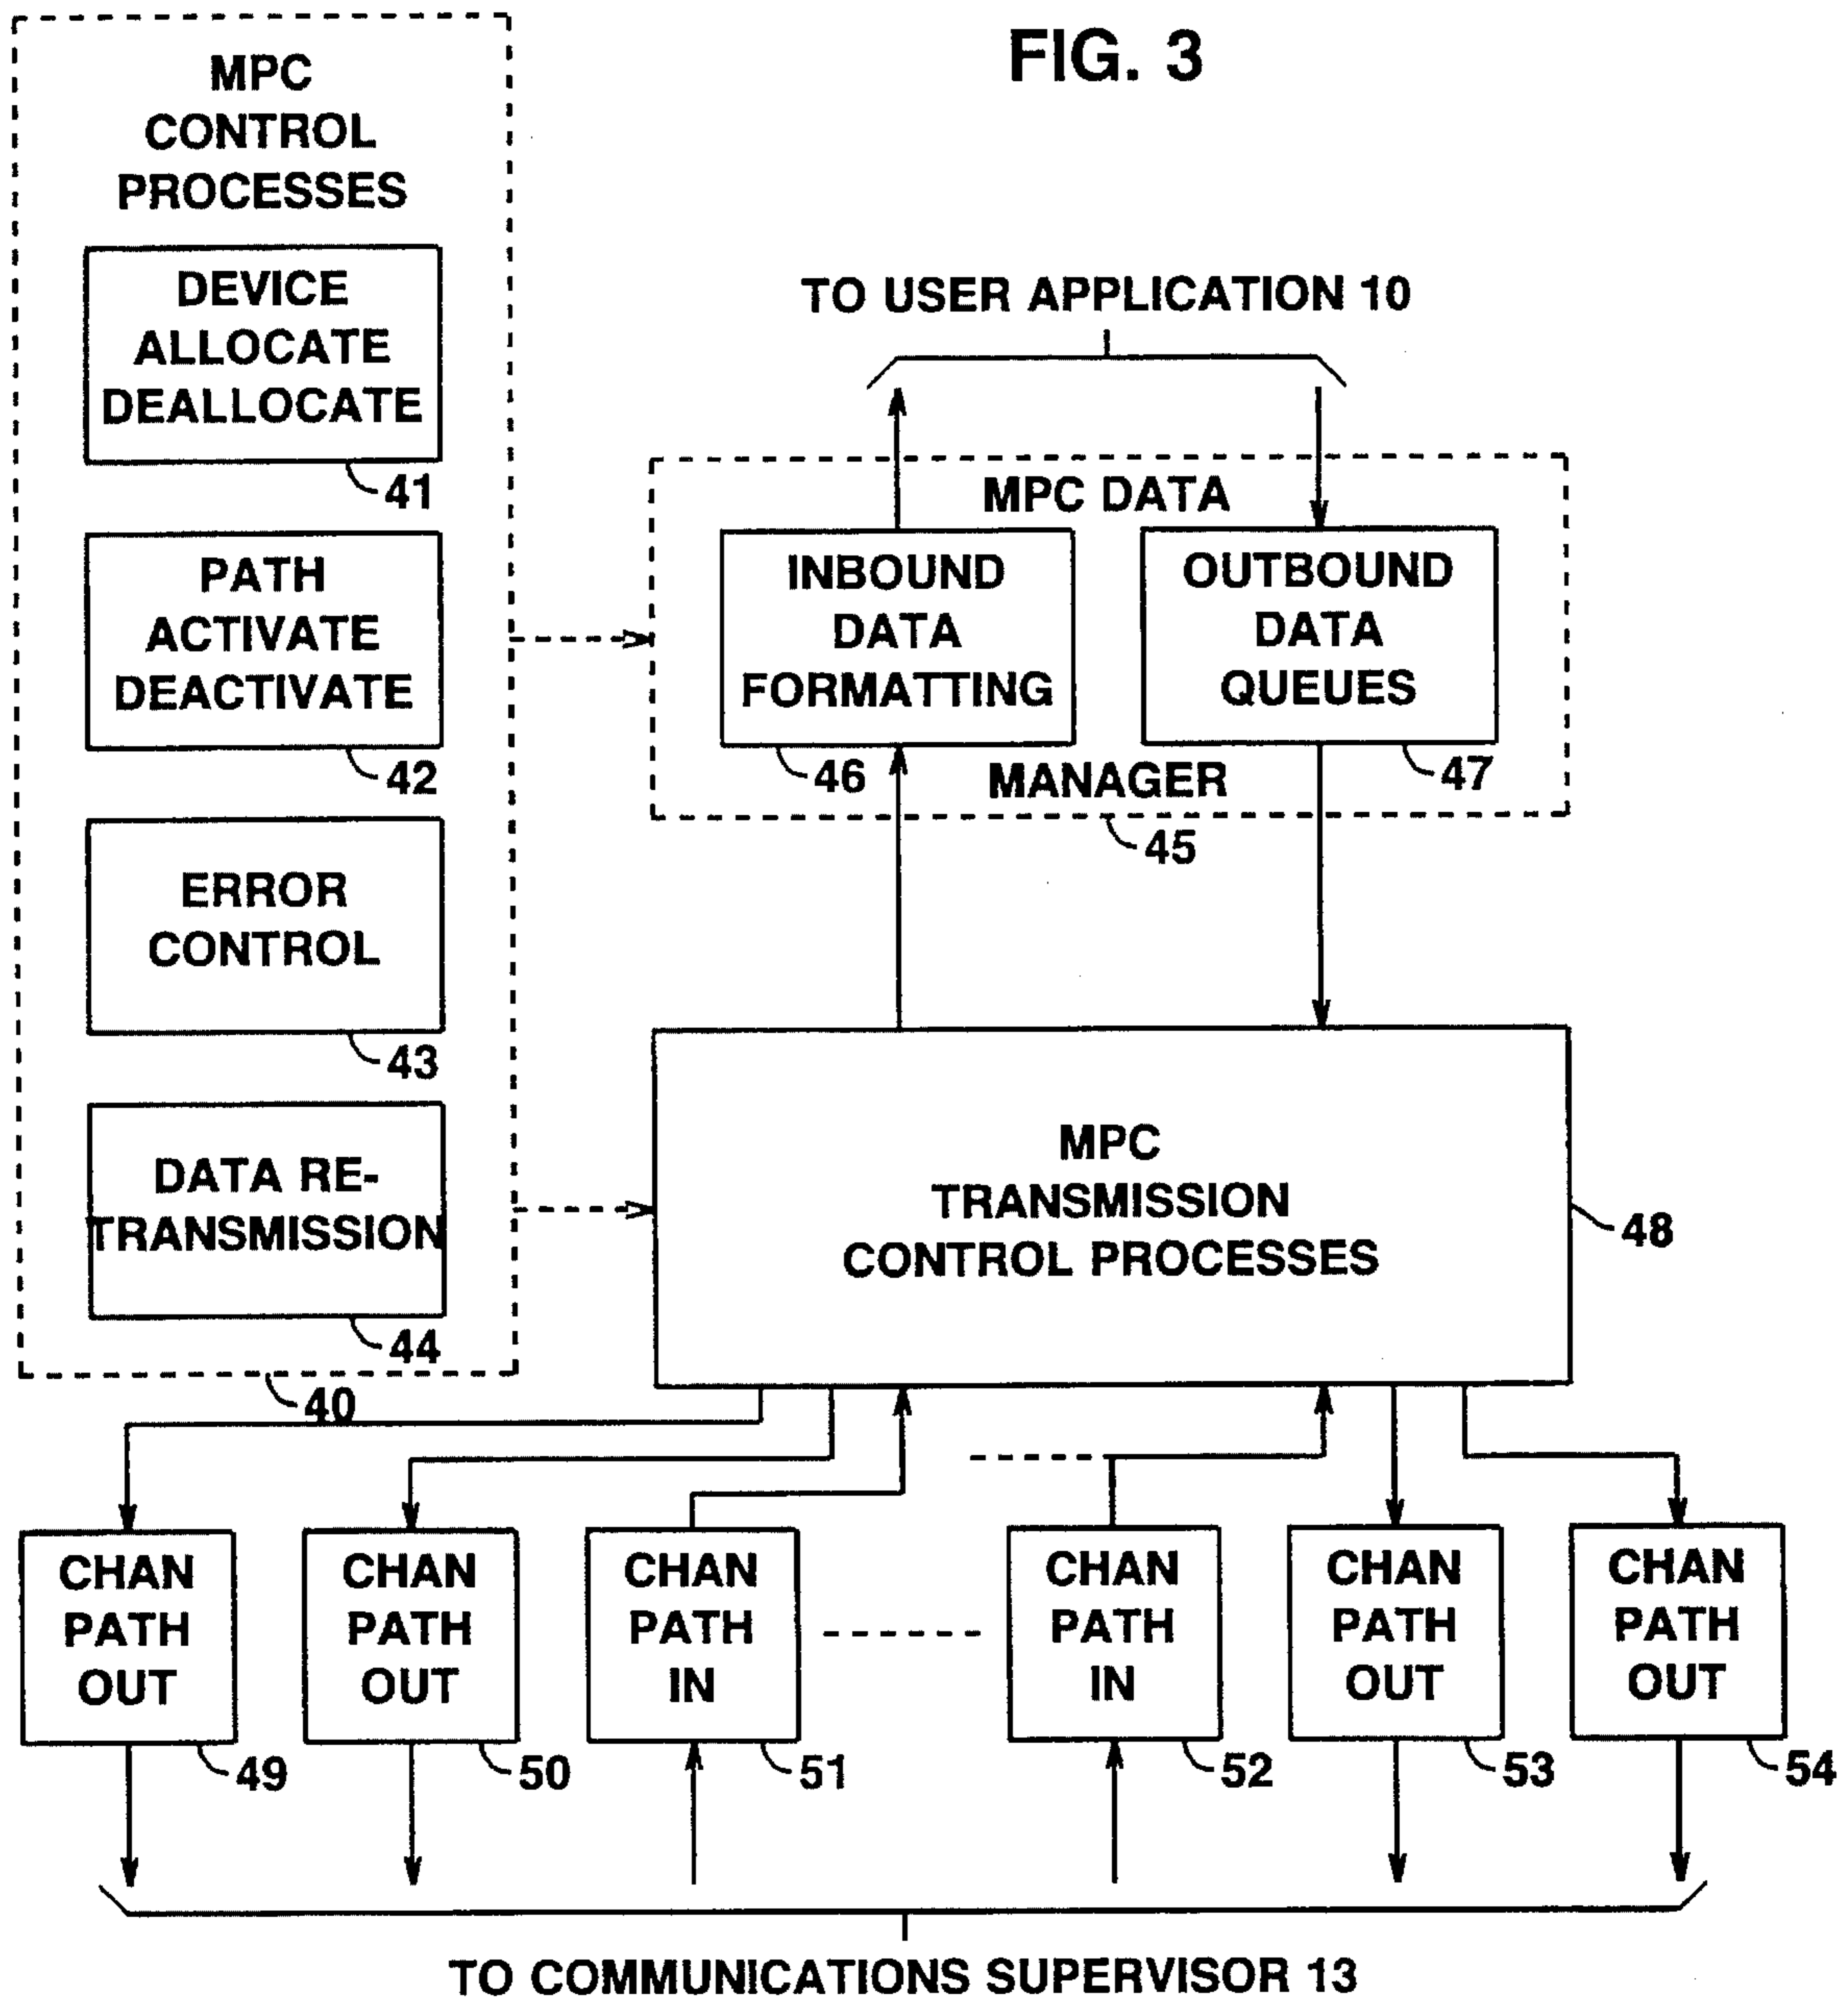 FIG. 3
MPC
CONTROL
PROCESSES
DEVICE
ALLOCATE
DEALLOCATE
41
PATH
ACTIVATE
DEACTIVATE
42
ERROR
CONTROL
43
DATA RE-
TRANSMISSION
44
40
TO USER APPLICATION 10
MPC DATA
INBOUND
DATA
FORMATTING
46
OUTBOUND
DATA
QUEUES
47
MANAGER
45
MPC
TRANSMISSION
CONTROL PROCESSES
48
CHAN
PATH
OUT
49
CHAN
PATH
OUT
50
CHAN
PATH
IN
51
CHAN
PATH
IN
52
CHAN
PATH
OUT
53
CHAN
PATH
OUT
54
TO COMMUNICATIONS SUPERVISOR 13